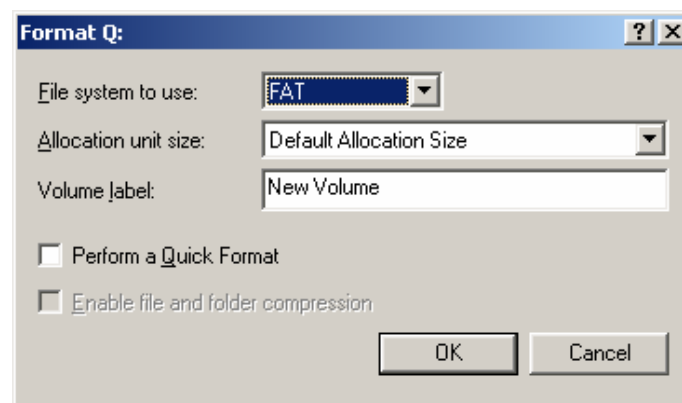 Format Q:
File system to use: FAT
Allocation unit size: Default Allocation Size
Volume label: New Volume
Perform a Quick Format
Enable file and folder compression
OK Cancel